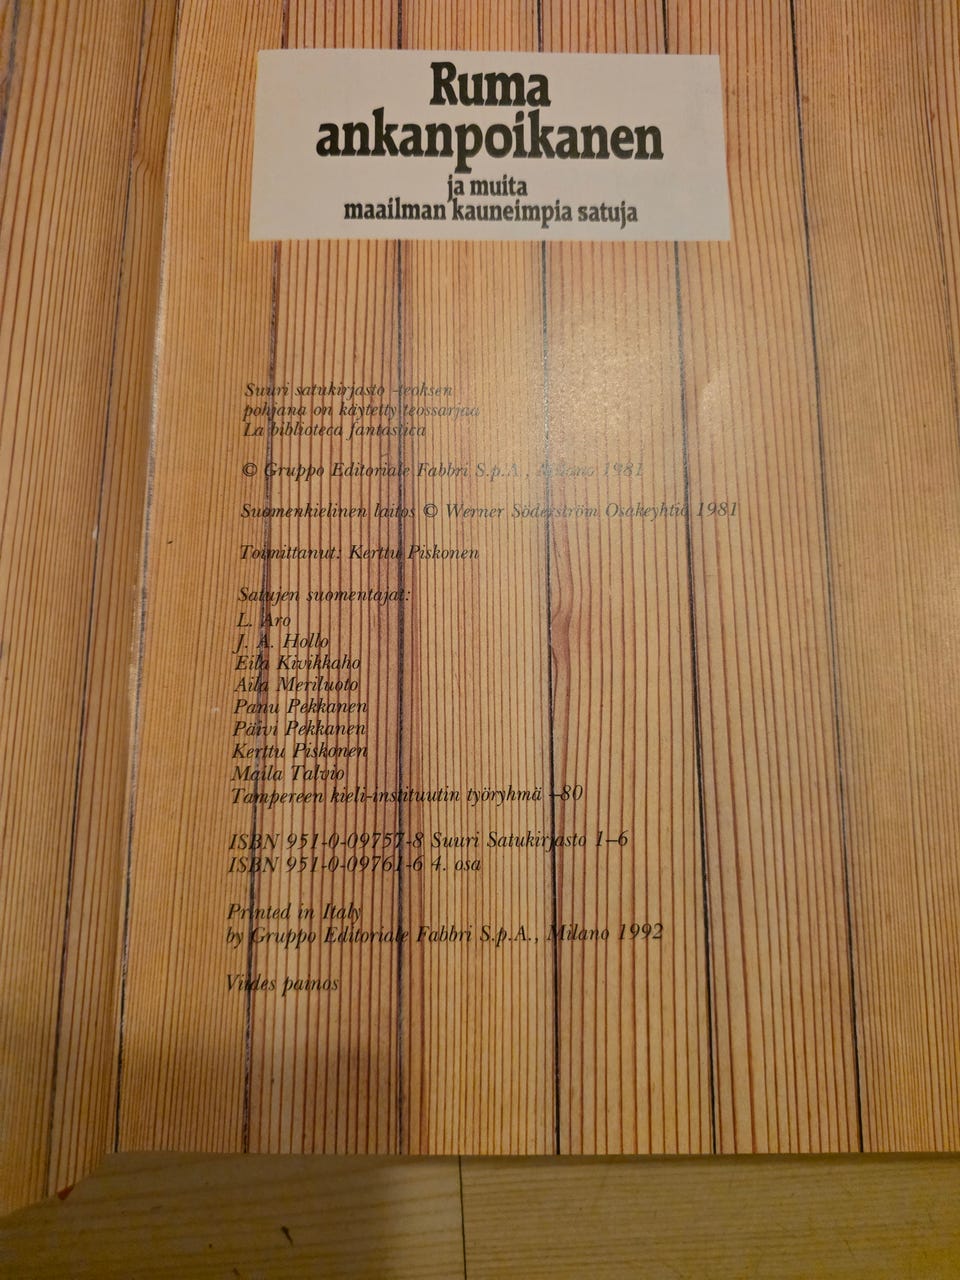 Ruma
ankanpoikanen
ja muita
maailman kauneimpia satuja
Suuri satukirjasto -teoksen
pohjana on käytetty teossarjaa
La biblioteca fantastica
© Gruppo Editoriale Fabbri S.p.A., Milano 1981
Suomenkielinen laitos © Werner Söderström Osakeyhtiö 1981
Toimittanut: Kerttu Piskonen
Satujen suomentajat:
L. Aro
J. A. Hollo
Eila Kivikkaho
Aila Meriluoto
Panu Pekkanen
Päivi Pekkanen
Kerttu Piskonen
Maila Talvio
Tampereen kieli-instituutin työryhmä -80
ISBN 951-0-09757-8 Suuri Satukirjasto 1–6
ISBN 951-0-09761-6 4. osa
Printed in Italy
by Gruppo Editoriale Fabbri S.p.A., Milano 1992
Viides painos